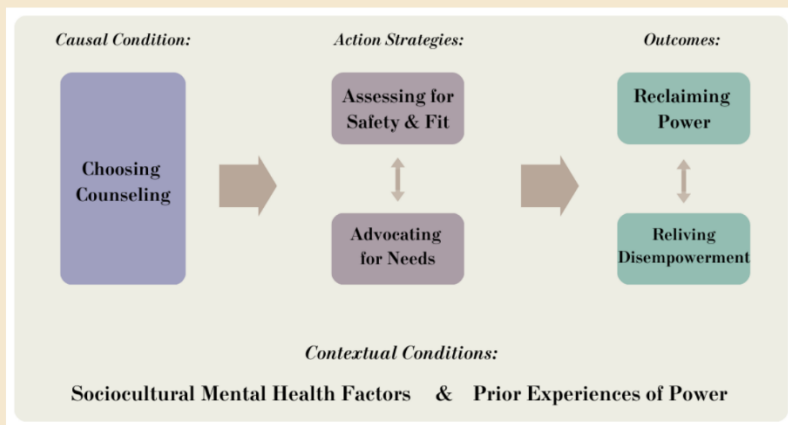 Causal Condition:
Action Strategies:
Outcomes:
Choosing
Counseling
Assessing for
Safety & Fit
Advocating
for Needs
Reclaiming
Power
Reliving
Disempowerment
Contextual Conditions:
Sociocultural Mental Health Factors & Prior Experiences of Power